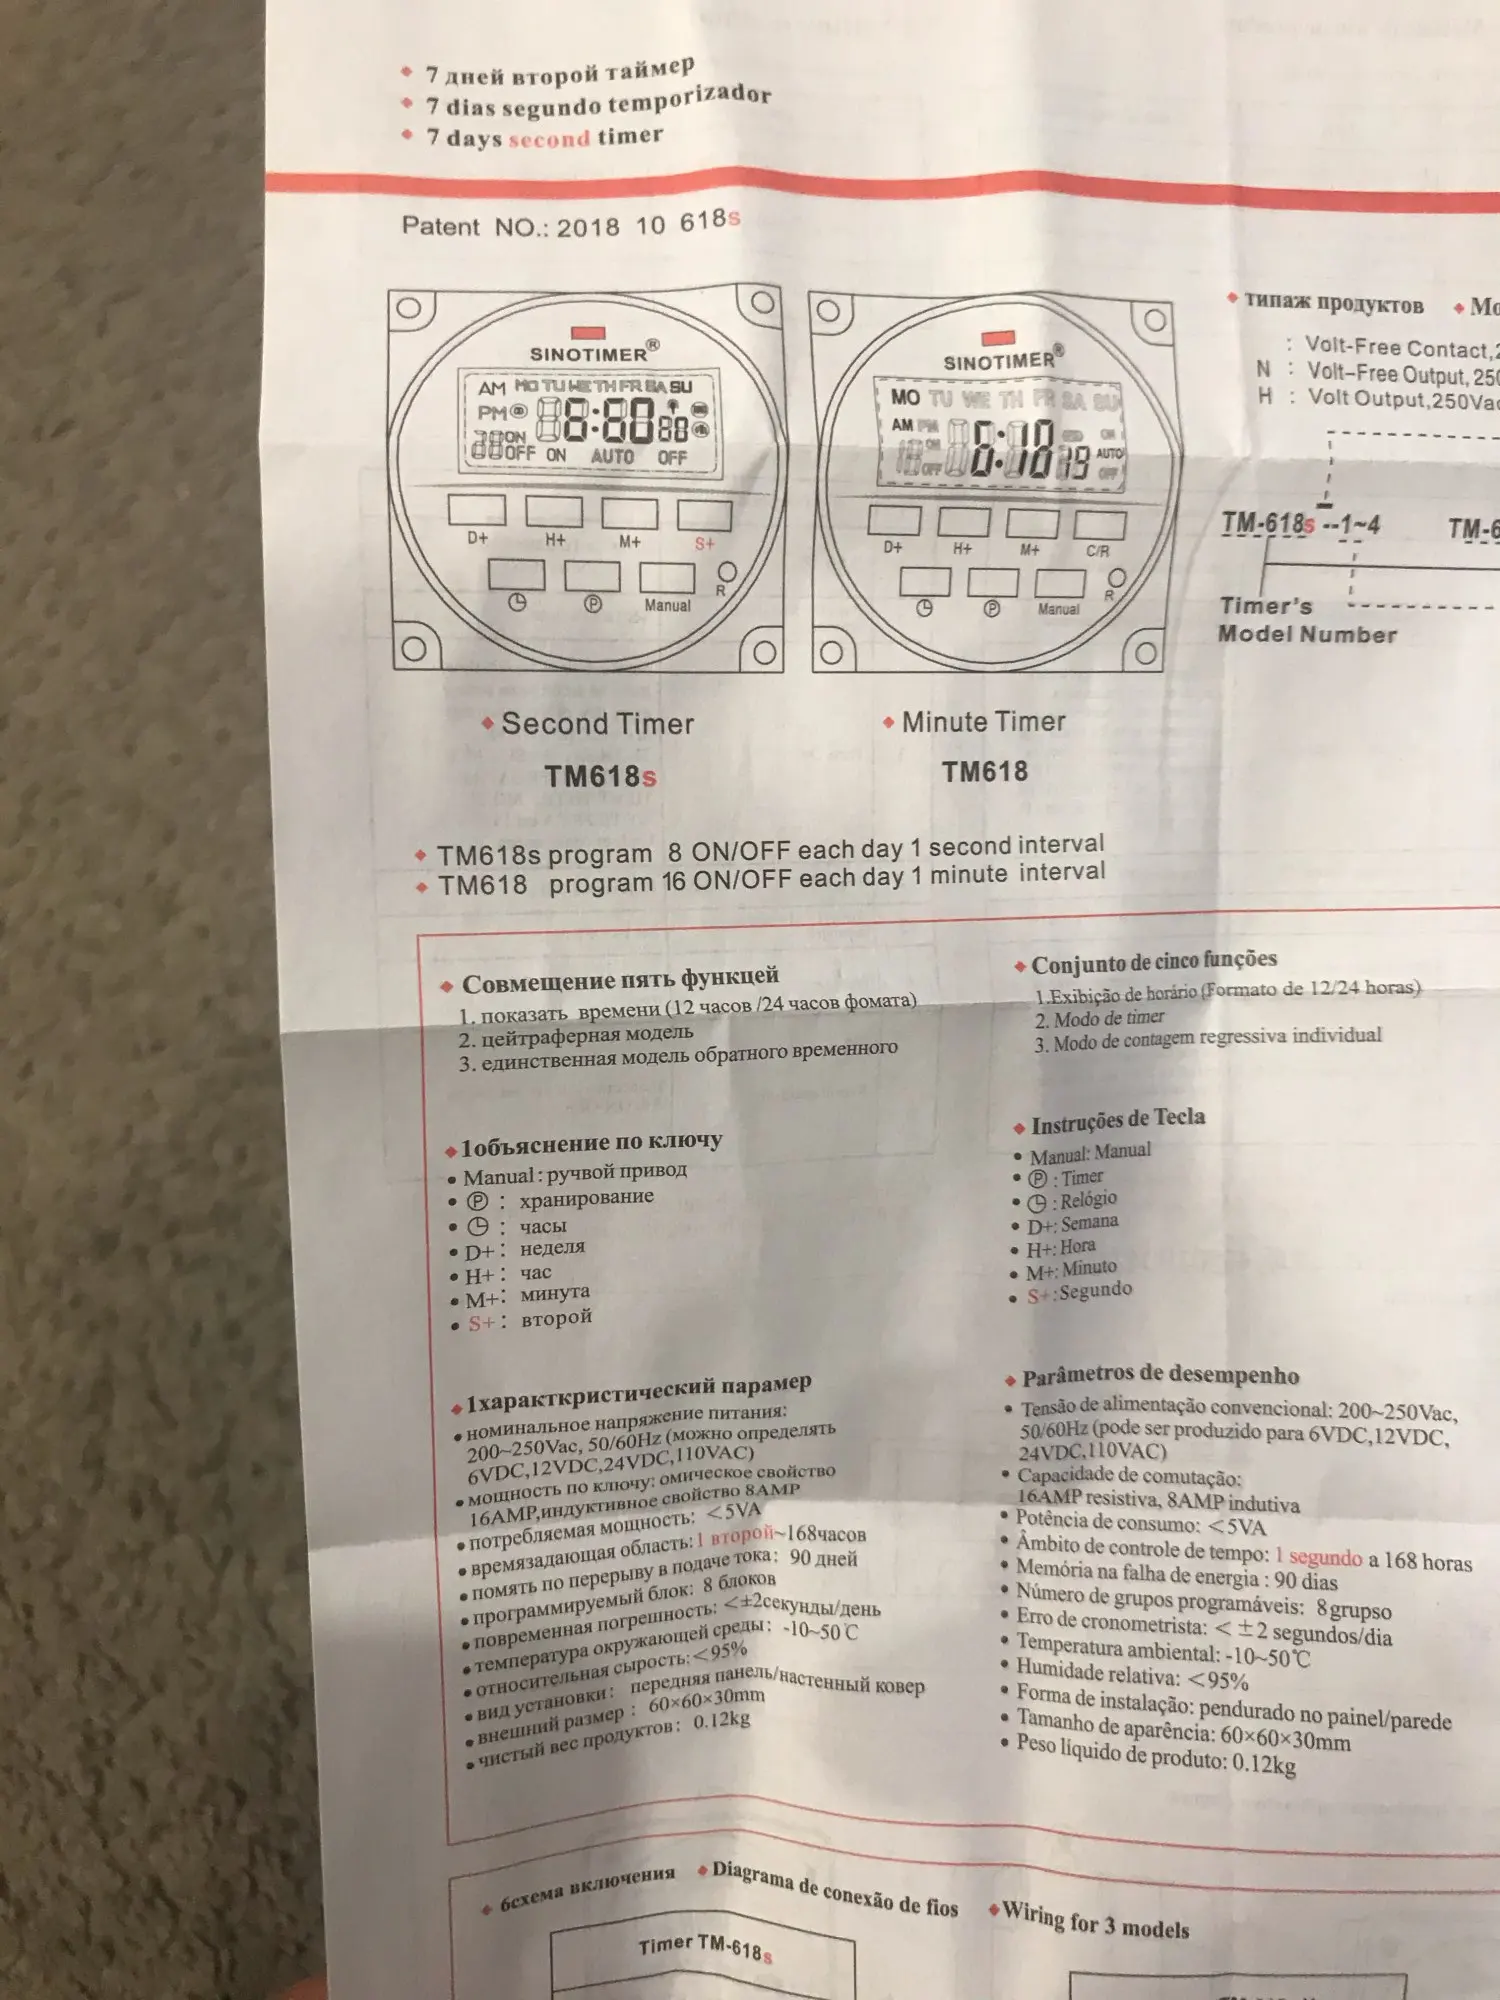 7 дней второй таймер
7 dias segundo temporizador
7 days second timer
Patent NO.: 2018 10 618s
SINOTIMER®
AM MO TU WE TH FR SA SU
PM 8:88 88
88 ON
OFF ON AUTO OFF
D+ H+ M+ S+
P Manual R
SINOTIMER®
MO TU WE TH FR SA SU
AM PM
6:10 19 AUTO
ON
OFF
D+ H+ M+ C/R
P Manual R
типаж продуктов
: Volt-Free Contact,
N : Volt-Free Output, 250
H : Volt Output,250Vac
TM-618s --1~4
TM-6
Timer's
Model Number
Second Timer
TM618s
Minute Timer
TM618
TM618s program 8 ON/OFF each day 1 second interval
TM618 program 16 ON/OFF each day 1 minute interval
Совмещение пять функцей
1. показать времени (12 часов /24 часов фомата)
2. цейтраферная модель
3. единственная модель обратного временного
1объяснение по ключу
Manual : ручвой привод
Ⓟ : хранирование
: часы
D+ : неделя
H+ : час
M+: минута
S+ : второй
1характкристический парамер
номинальное напряжение питания:
200~250Vac, 50/60Hz (можно определять
6VDC,12VDC,24VDC,110VAC)
мощность по ключу: омическое свойство
16AMP,индуктивное свойство 8AMP
потребляемая мощность: <5VA
времязадающая область: 1 второй~168часов
помять по перерыву в подаче тока: 90 дней
программируемый блок: 8 блоков
повременная погрешность: <±2секунды/день
температура окружающей среды: -10~50℃
относительная сырость:<95%
вид установки: передняя панель/настенный ковер
внешний размер : 60×60×30mm
чистый вес продуктов: 0.12kg
Conjunto de cinco funções
1.Exibição de horário (Formato de 12/24 horas)
2. Modo de timer
3. Modo de contagem regressiva individual
Instruções de Tecla
Manual: Manual
Ⓟ : Timer
: Relógio
D+: Semana
H+: Hora
M+: Minuto
S+ :Segundo
Parâmetros de desempenho
Tensão de alimentação convencional: 200~250Vac,
50/60Hz (pode ser produzido para 6VDC,12VDC,
24VDC,110VAC)
Capacidade de comutação:
16AMP resistiva, 8AMP indutiva
Potência de consumo: <5VA
Âmbito de controle de tempo: 1 segundo a 168 horas
Memória na falha de energia : 90 dias
Número de grupos programáveis: 8grupso
Erro de cronometrista: < ±2 segundos/dia
Temperatura ambiental: -10~50℃
Humidade relativa: <95%
Forma de instalação: pendurado no painel/parede
Tamanho de aparência: 60×60×30mm
Peso líquido de produto: 0.12kg
6схема включения
Diagrama de conexão de fios
Wiring for 3 models
Timer TM-618s